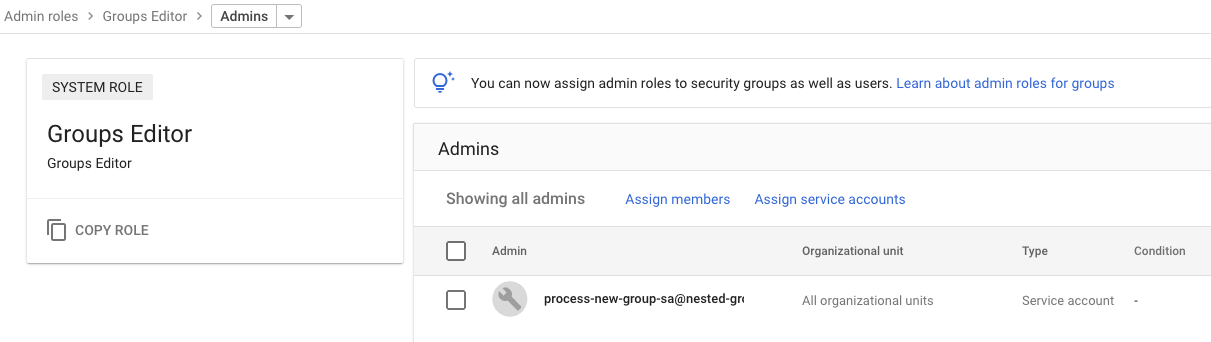 Admin roles > Groups Editor > Admins
SYSTEM ROLE
Groups Editor
Groups Editor
COPY ROLE
You can now assign admin roles to security groups as well as users. Learn about admin roles for groups
Admins
Showing all admins Assign members Assign service accounts
Admin Organizational unit Type Condition
process-new-group-sa@nested-gro All organizational units Service account -